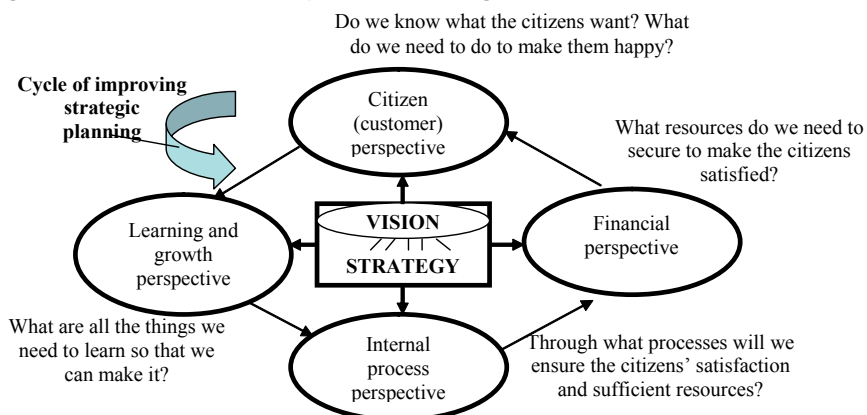 Do we know what the citizens want? What
do we need to do to make them happy?
Cycle of improving
strategic
planning
Citizen
(customer)
perspective
What resources do we need to
secure to make the citizens
satisfied?
Learning and
growth
perspective
VISION
STRATEGY
Financial
perspective
What are all the things we
need to learn so that we
can make it?
Internal
process
perspective
Through what processes will we
ensure the citizens’ satisfaction
and sufficient resources?